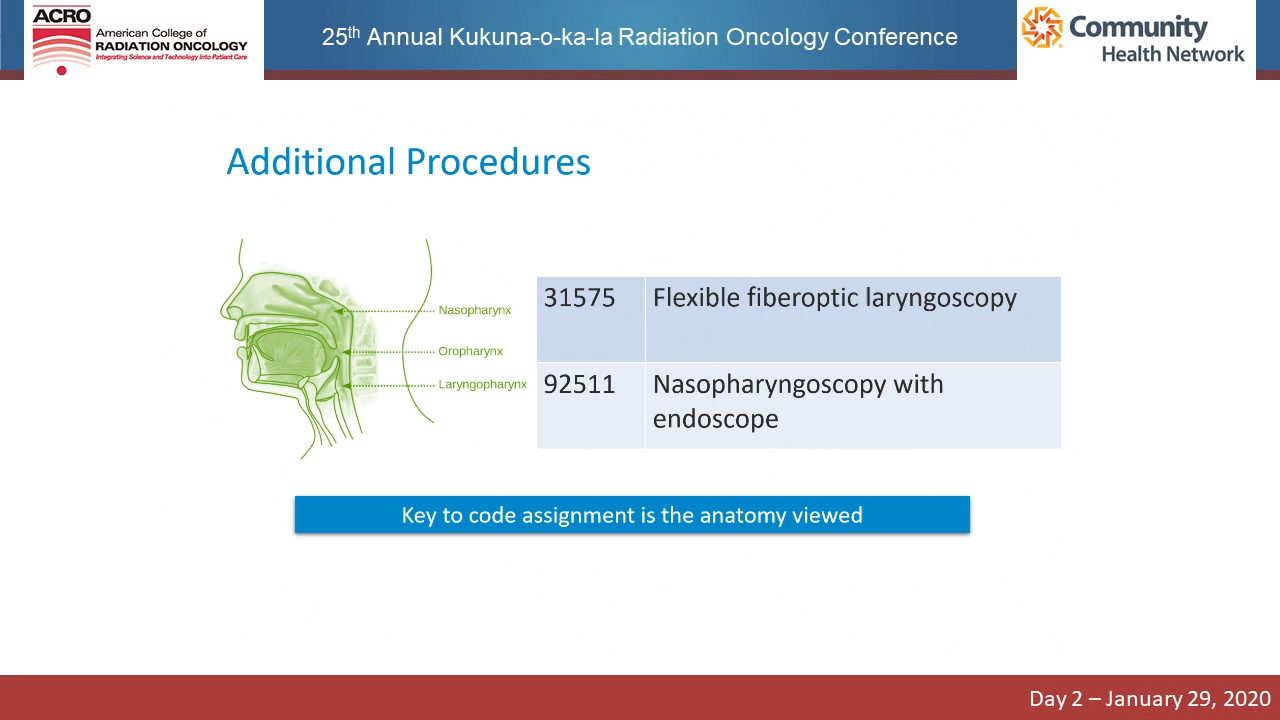 ACRO
American College of
RADIATION ONCOLOGY
Integrating Science and Technology Into Patient Care
25th Annual Kukuna-o-ka-la Radiation Oncology Conference
Community
Health Network
Additional Procedures
Nasopharynx
Oropharynx
Laryngopharynx
31575 Flexible fiberoptic laryngoscopy
92511 Nasopharyngoscopy with
endoscope
Key to code assignment is the anatomy viewed
Day 2 – January 29, 2020